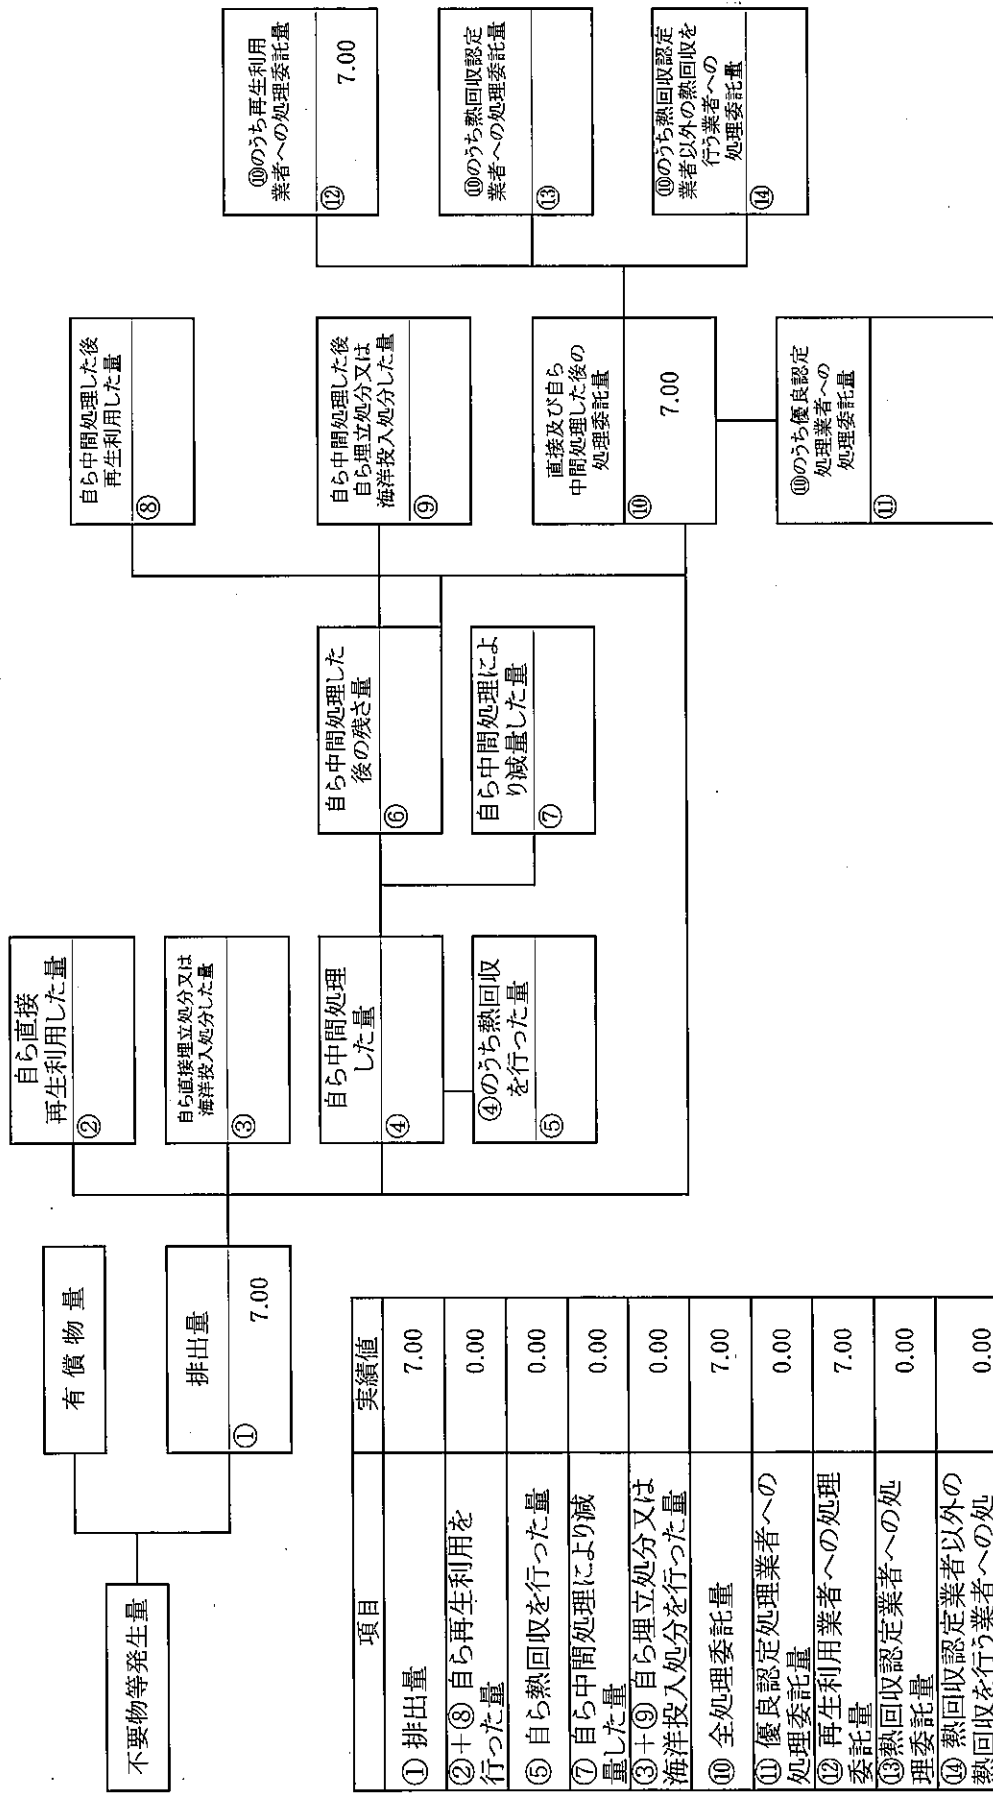 不要物等発生量
有償物量
排出量
①
7.00
自ら直接
再生利用した量
②
自ら直接埋立処分又は
海洋投入処分した量
③
自ら中間処理
した量
④
④のうち熱回収
を行った量
⑤
自ら中間処理した
後の残さ量
⑥
自ら中間処理によ
り減量した量
⑦
自ら中間処理した後
再生利用した量
⑧
自ら中間処理した後
自ら埋立処分又は
海洋投入処分した量
⑨
直接及び自ら
中間処理した後の
処理委託量
⑩
7.00
⑩のうち優良認定
処理業者への
処理委託量
⑪
⑩のうち再生利用
業者への処理委託量
⑫
7.00
⑩のうち熱回収認定
業者への処理委託量
⑬
⑩のうち熱回収認定
業者以外の熱回収を
行う業者への
処理委託量
⑭
項目 実績値
①排出量 7.00
②+⑧自ら再生利用を
行った量 0.00
⑤自ら熱回収を行った量 0.00
⑦自ら中間処理により減
量した量 0.00
③+⑨自ら埋立処分又は
海洋投入処分を行った量 0.00
⑩全処理委託量 7.00
⑪優良認定処理業者への
処理委託量 0.00
⑫再生利用業者への処理
委託量 7.00
⑬熱回収認定業者への処
理委託量 0.00
⑭熱回収認定業者以外の
熱回収を行う業者への処 0.00